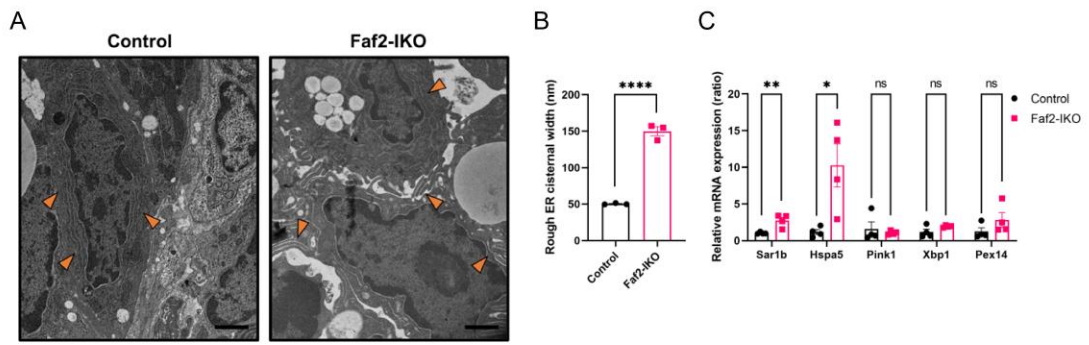 A
Control
Faf2-IKO
B
Rough ER cisternal width (nm)
200
150
100
50
0
****
Control
Faf2-IKO
C
Relative mRNA expression (ratio)
20
15
10
5
0
**
*
ns
ns
ns
Sar1b
Hspa5
Pink1
Xbp1
Pex14
Control
Faf2-IKO